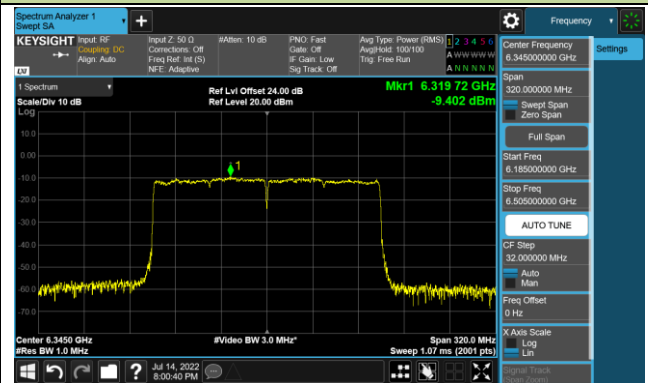 Spectrum Analyzer 1
Swept SA
+
Frequency
KEYSIGHT
Input: RF
Coupling: DC
Align: Auto
Input Z: 50 Ω
Corrections: Off
Freq Ref: Int (S)
NFE: Adaptive
#Atten: 10 dB
PNO: Fast
Gate: Off
IF Gain: Low
Sig Track: Off
Avg Type: Power (RMS)
Avg|Hold: 100/100
Trig: Free Run
1 2 3 4 5 6
A W W W W W
A N N N N N
LXI
1 Spectrum
Scale/Div 10 dB
Log
Ref Lvl Offset 24.00 dB
Ref Level 20.00 dBm
Mkr1 6.319 72 GHz
-9.402 dBm
10.0
0.00
-10.0
-20.0
-30.0
-40.0
-50.0
-60.0
-70.0
1
Center 6.3450 GHz
#Res BW 1.0 MHz
#Video BW 3.0 MHz*
Span 320.0 MHz
Sweep 1.07 ms (2001 pts)
Jul 14, 2022
8:00:40 PM
?
Center Frequency
6.345000000 GHz
Settings
Span
320.000000 MHz
Swept Span
Zero Span
Full Span
Start Freq
6.185000000 GHz
Stop Freq
6.505000000 GHz
AUTO TUNE
CF Step
32.000000 MHz
Auto
Man
Freq Offset
0 Hz
X Axis Scale
Log
Lin
Signal Track
(Span Zoom)